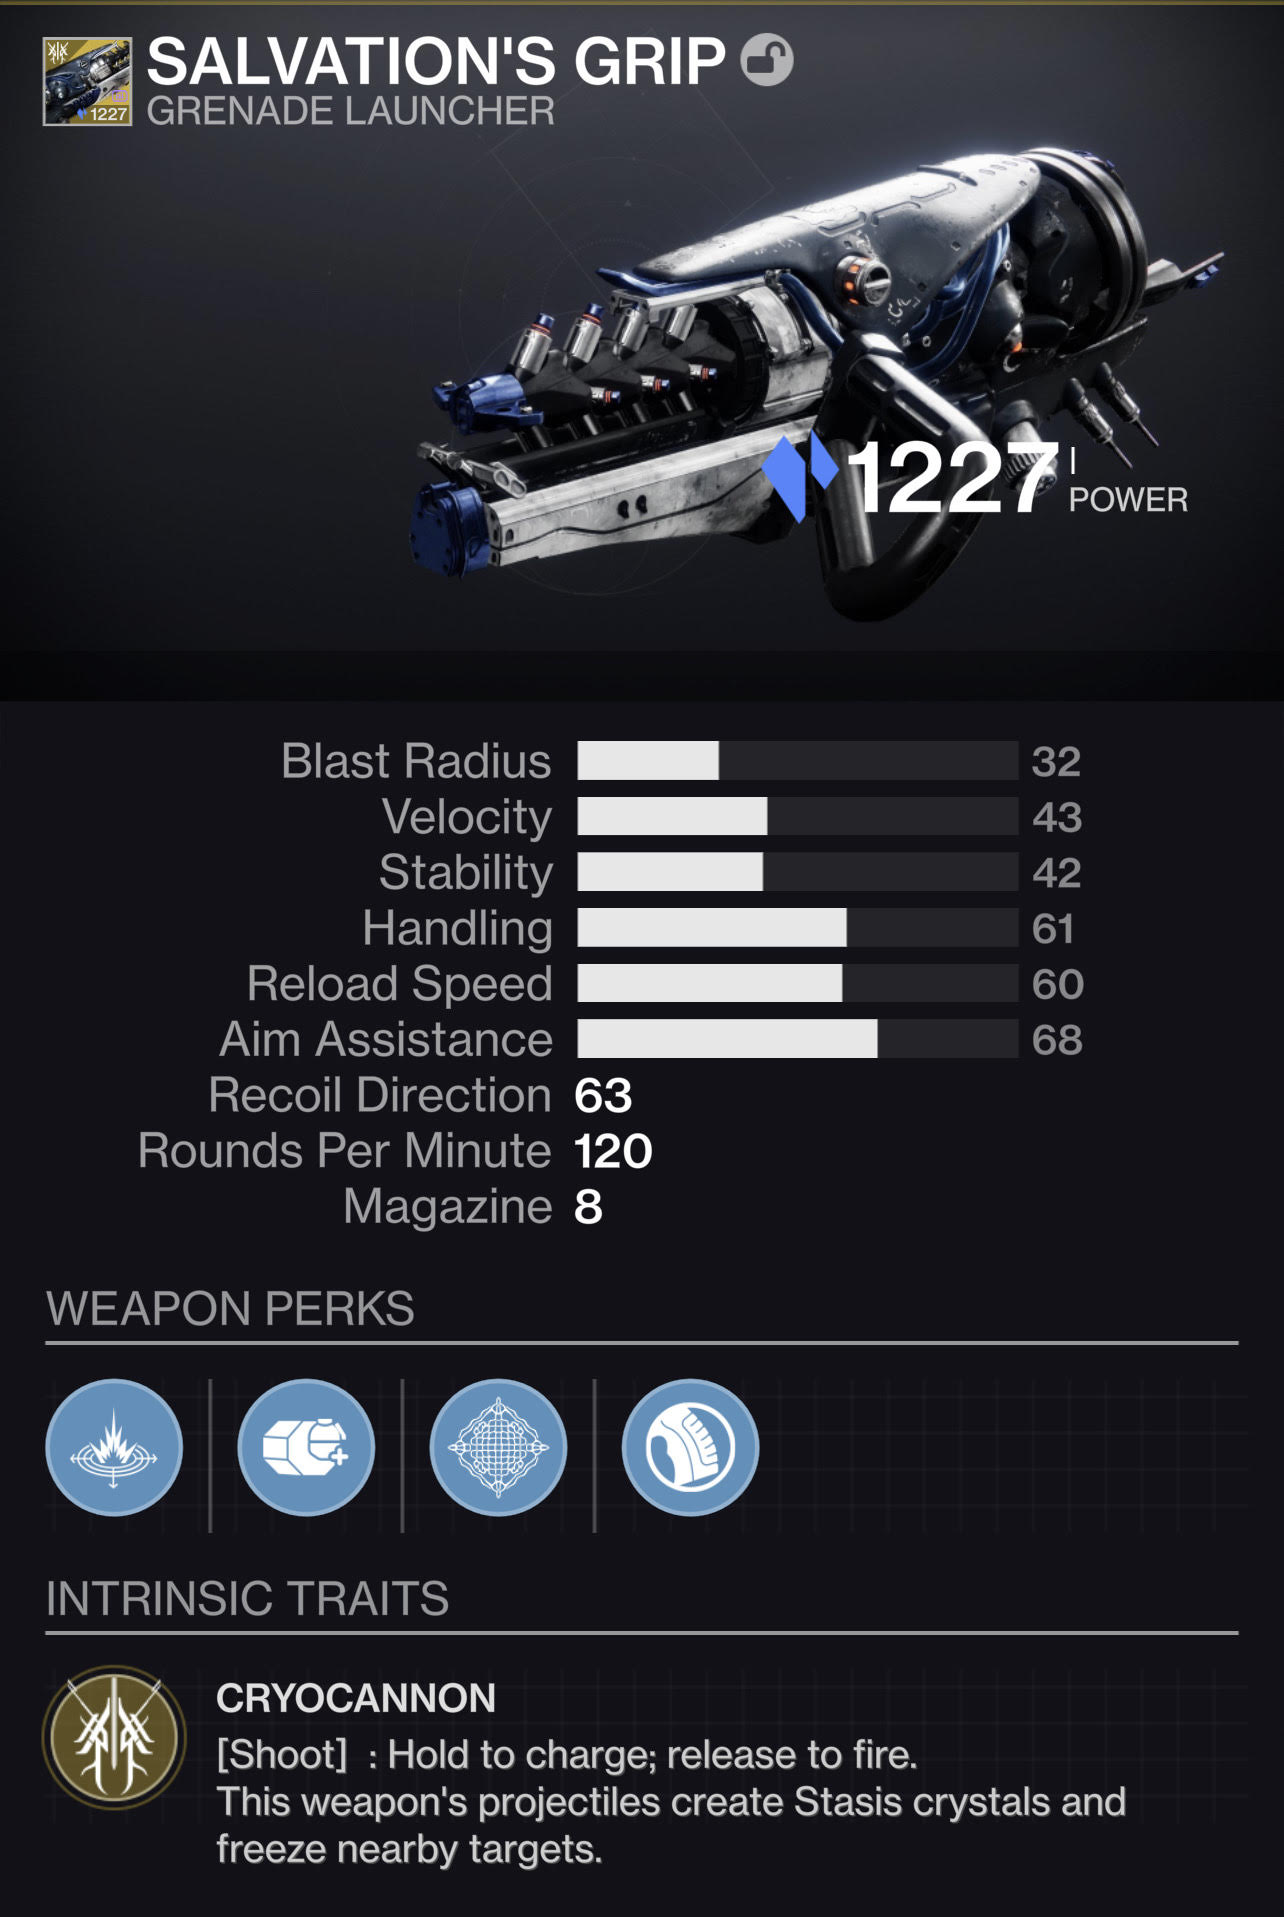 SALVATION'S GRIP
GRENADE LAUNCHER
1227
1227 | POWER
Blast Radius 32
Velocity 43
Stability 42
Handling 61
Reload Speed 60
Aim Assistance 68
Recoil Direction 63
Rounds Per Minute 120
Magazine 8
WEAPON PERKS
INTRINSIC TRAITS
CRYOCANNON
[Shoot] : Hold to charge; release to fire.
This weapon's projectiles create Stasis crystals and
freeze nearby targets.